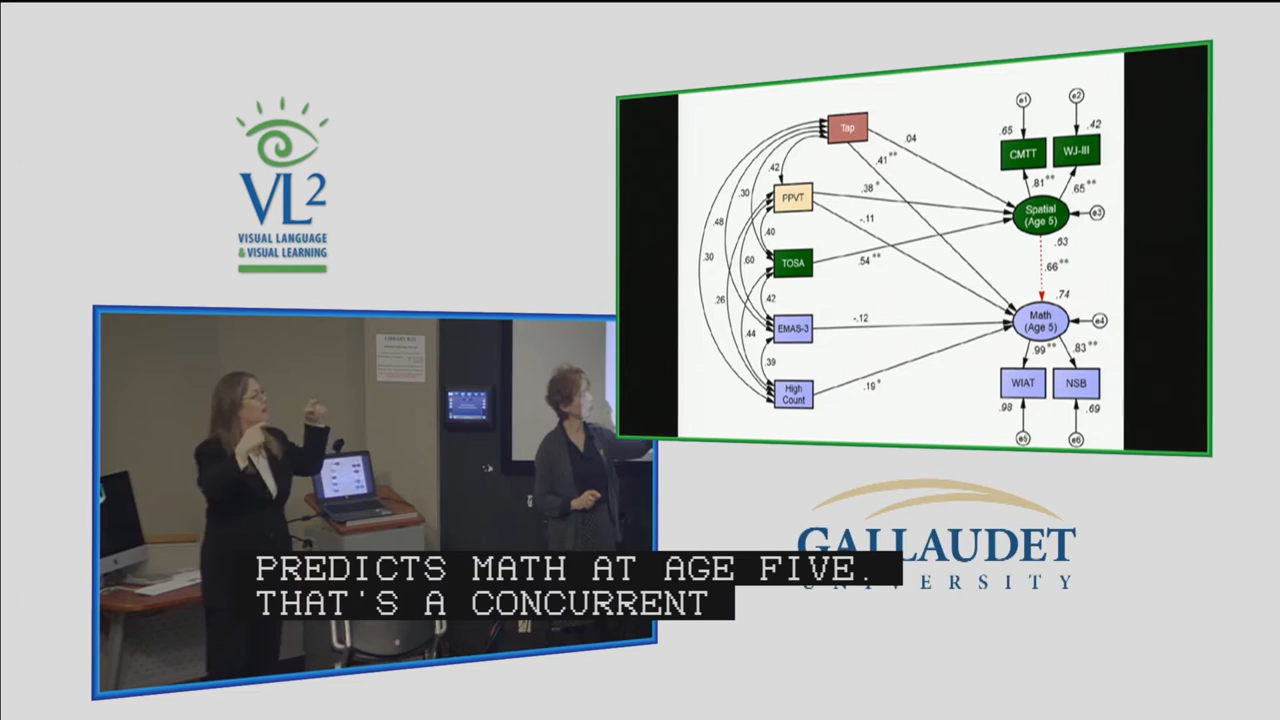 VL2
VISUAL LANGUAGE
& VISUAL LEARNING
Tap
PPVT
TOSA
EMAS-3
High
Count
.42
.30
.48
.30
.40
.60
.26
.42
.44
.39
.04
.41**
.38*
-.11
.54**
-.12
.19*
e1
e2
.65
.42
CMTT
WJ-III
.81**
.65**
Spatial
(Age 5)
e3
.63
.66**
.74
Math
(Age 5)
e4
.99**
.83**
WIAT
NSB
.98
.69
e5
e6
PREDICTS MATH AT AGE FIVE.
THAT'S A CONCURRENT
GALLAUDET
UNIVERSITY